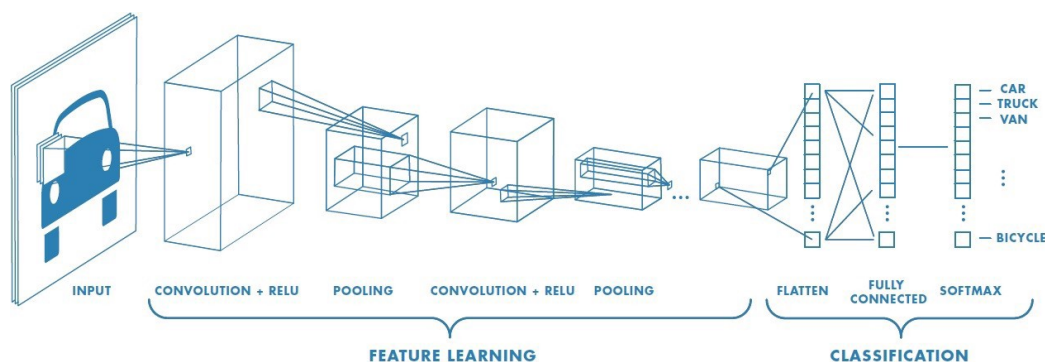 CAR
TRUCK
VAN
BICYCLE
INPUT
CONVOLUTION + RELU
POOLING
CONVOLUTION + RELU
POOLING
FLATTEN
FULLY
CONNECTED
SOFTMAX
FEATURE LEARNING
CLASSIFICATION